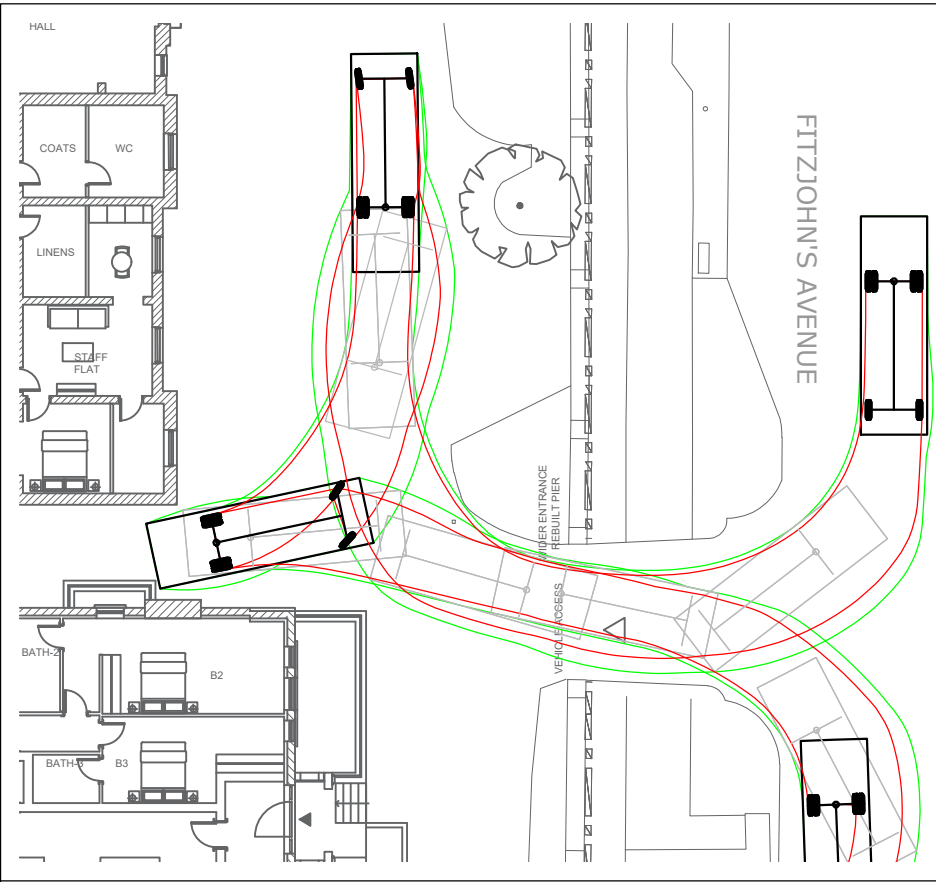 HALL
COATS
WC
LINENS
STAFF
FLAT
FITZJOHN'S AVENUE
WIDER ENTRANCE
REBUILT PIER
VEHICLE ACCESS
BATH-2
B2
BATH-3
B3